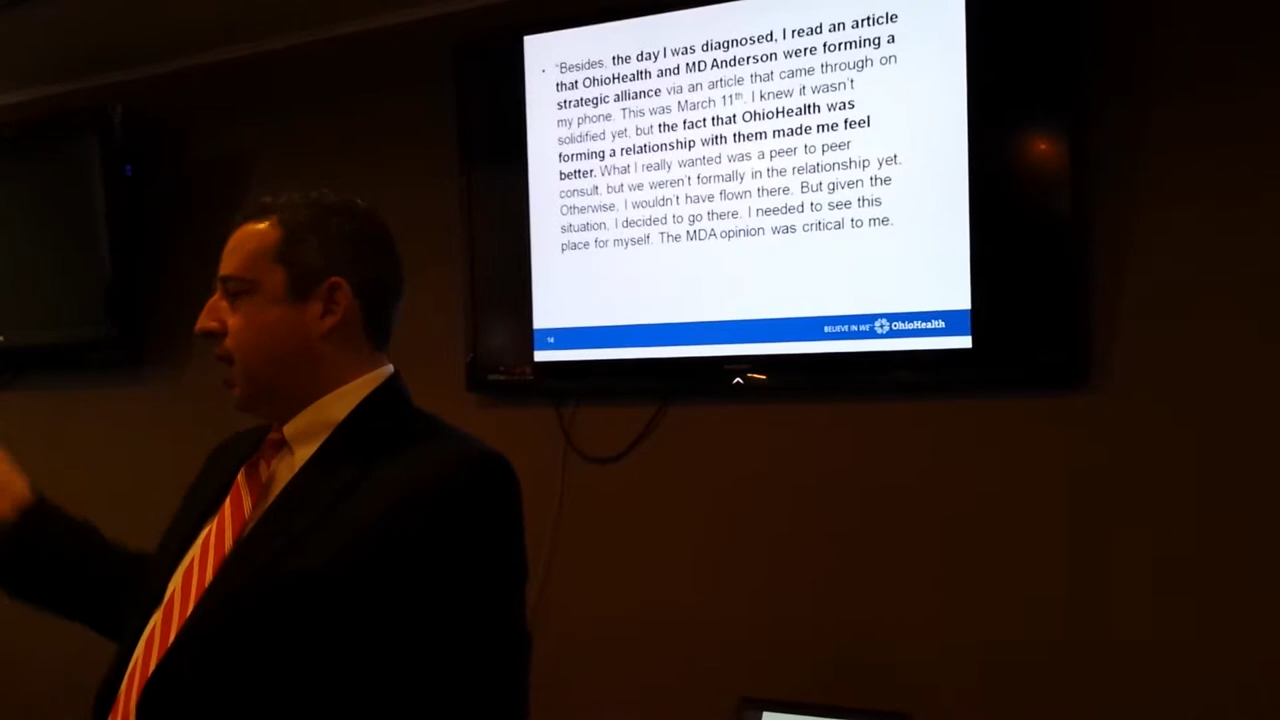 • “Besides, the day I was diagnosed, I read an article
that OhioHealth and MD Anderson were forming a
strategic alliance via an article that came through on
my phone. This was March 11th. I knew it wasn’t
solidified yet, but the fact that OhioHealth was
forming a relationship with them made me feel
better. What I really wanted was a peer to peer
consult, but we weren’t formally in the relationship yet.
Otherwise, I wouldn’t have flown there. But given the
situation, I decided to go there. I needed to see this
place for myself. The MDA opinion was critical to me.
14
BELIEVE IN WE℠ OhioHealth